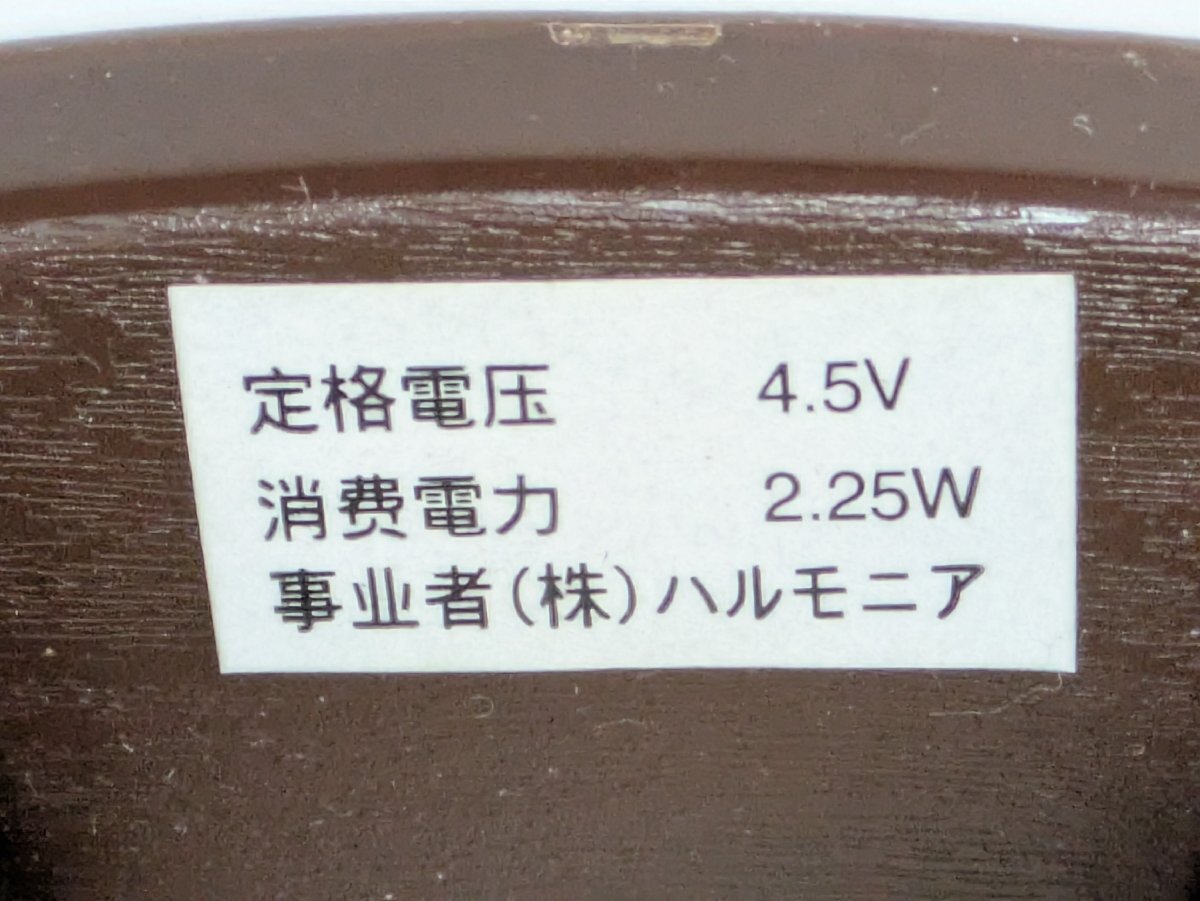 定格電圧 4.5V
消費電力 2.25W
事业者(株)ハルモニア